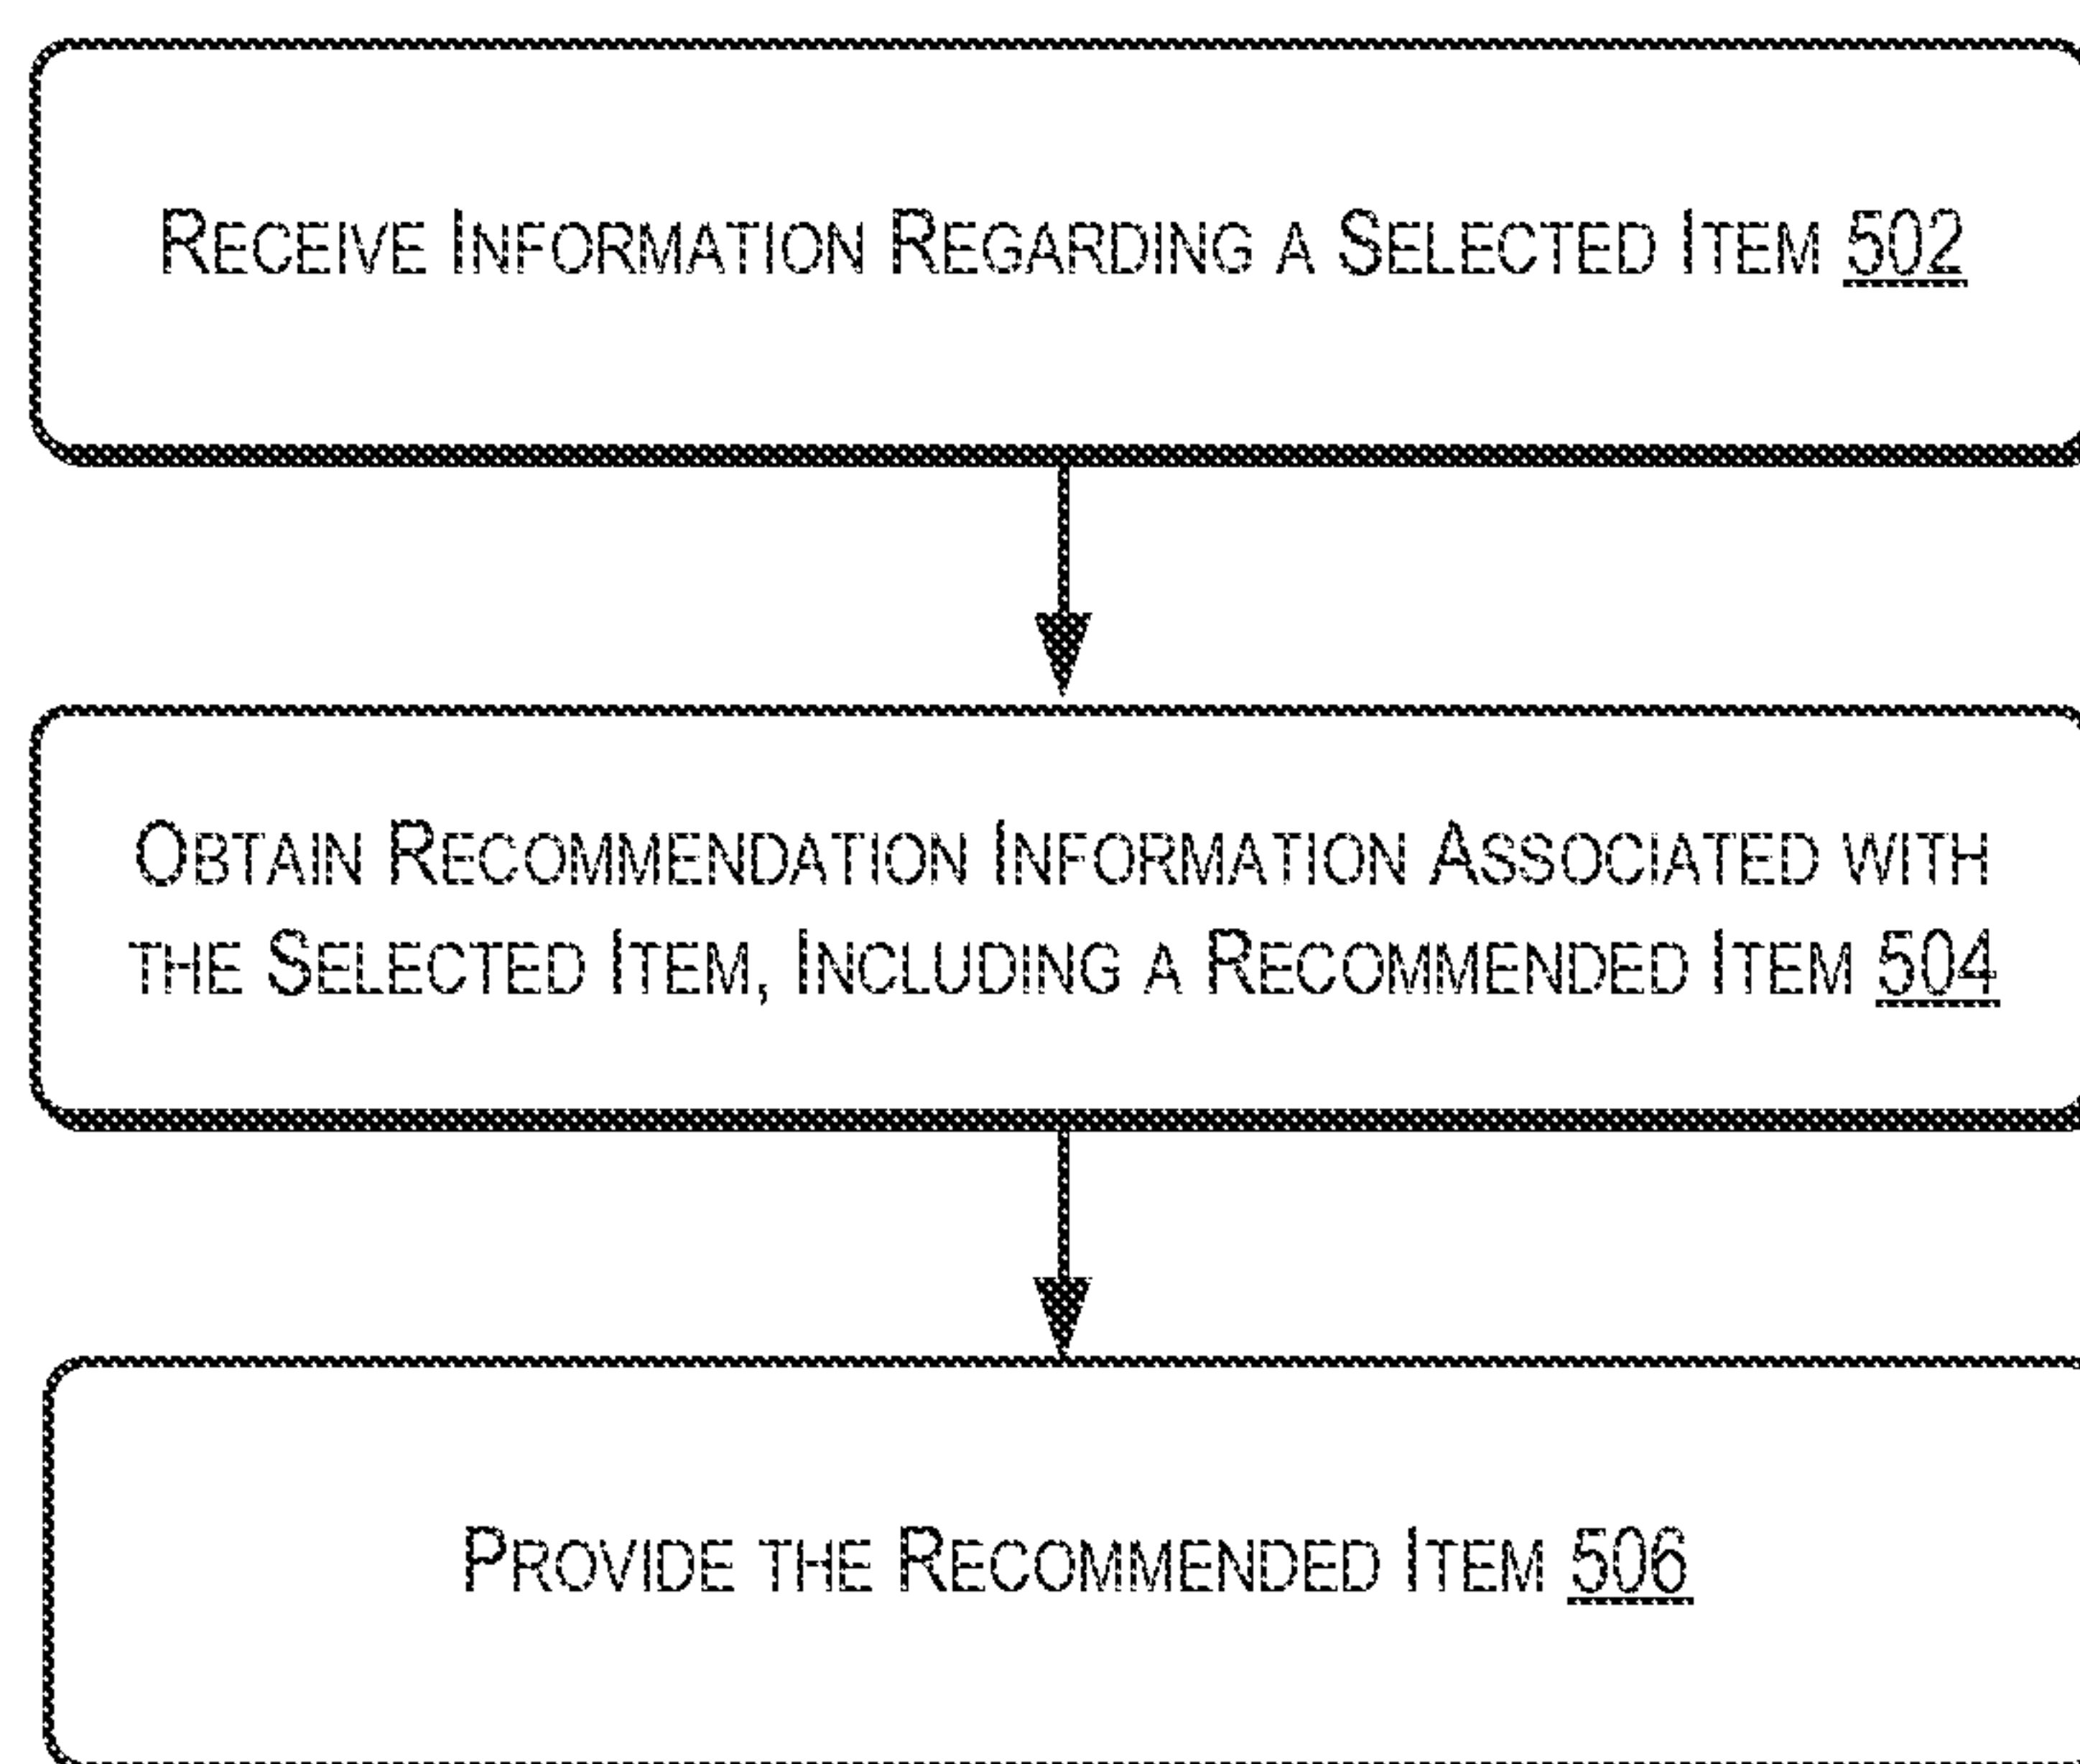 Receive Information Regarding a Selected Item 502
Obtain Recommendation Information Associated with
the Selected Item, Including a Recommended Item 504
Provide the Recommended Item 506